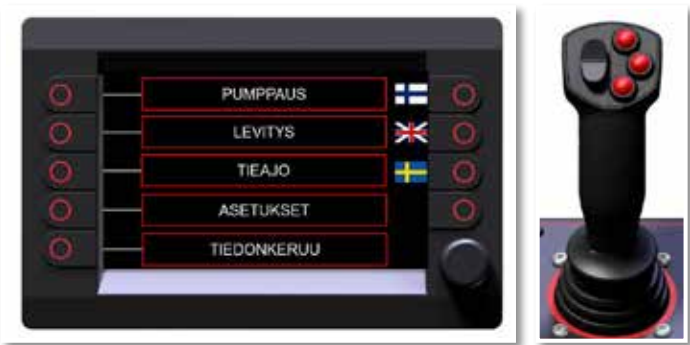 PUMPPAUS
LEVITYS
TIEAJO
ASETUKSET
TIEDONKERUU